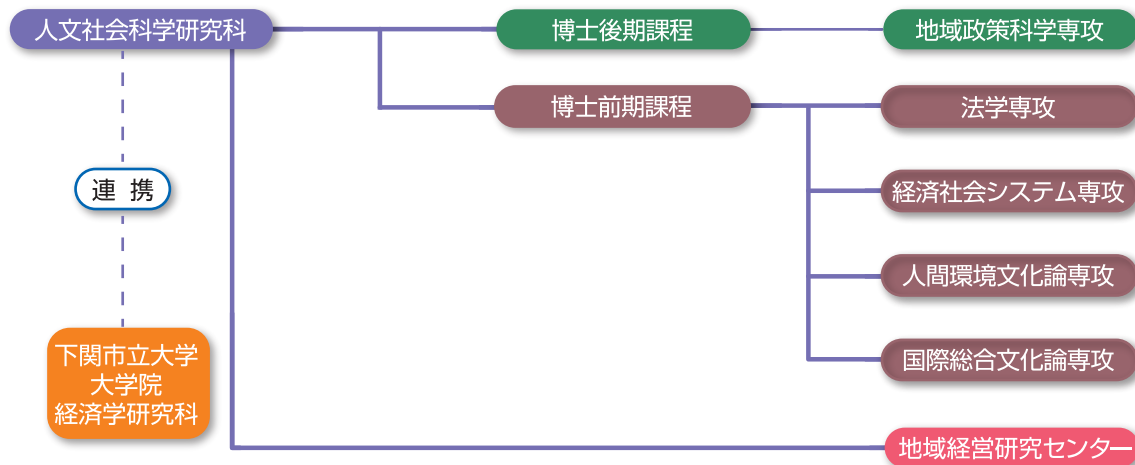 人文社会科学研究科
博士後期課程
地域政策科学専攻
博士前期課程
法学専攻
経済社会システム専攻
人間環境文化論専攻
国際総合文化論専攻
連 携
下関市立大学
大学院
経済学研究科
地域経営研究センター